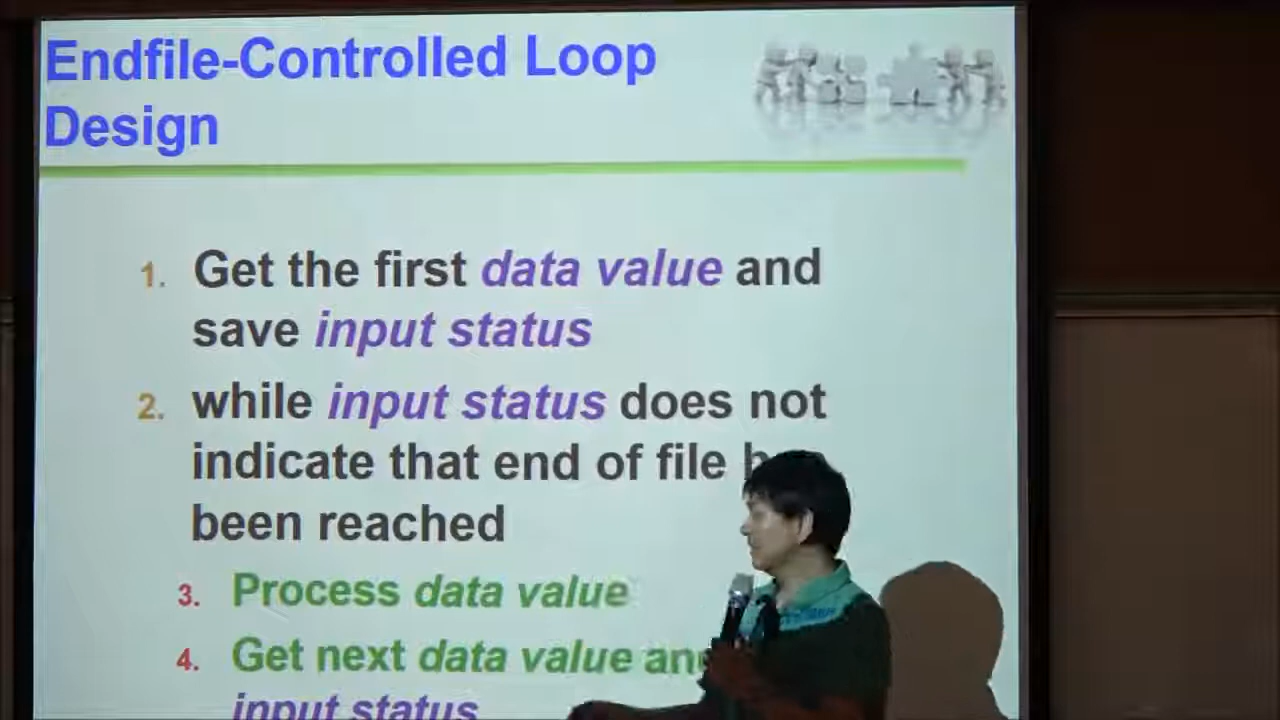 Endfile-Controlled Loop
Design
1. Get the first data value and
save input status
2. while input status does not
indicate that end of file
been reached
3. Process data value
4. Get next data value and
input status